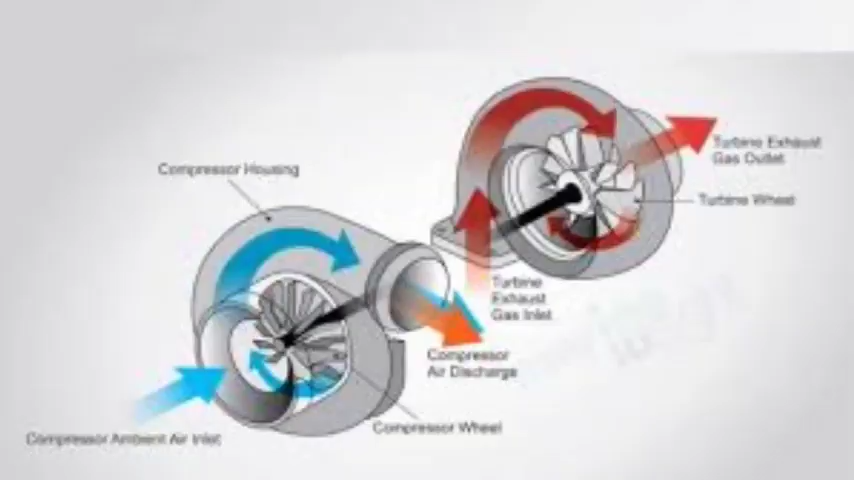 Turbine Exhaust
Gas Outlet
Compressor Housing
Turbine Wheel
Turbine
Exhaust
Gas Inlet
Compressor
Air Discharge
Compressor Wheel
Compressor Ambient Air Inlet